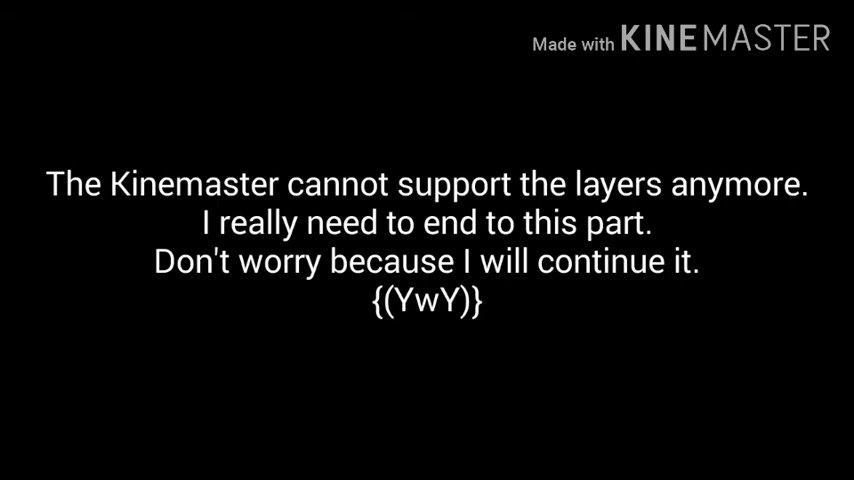 Made with KINEMASTER
The Kinemaster cannot support the layers anymore.
I really need to end to this part.
Don't worry because I will continue it.
{(YwY)}